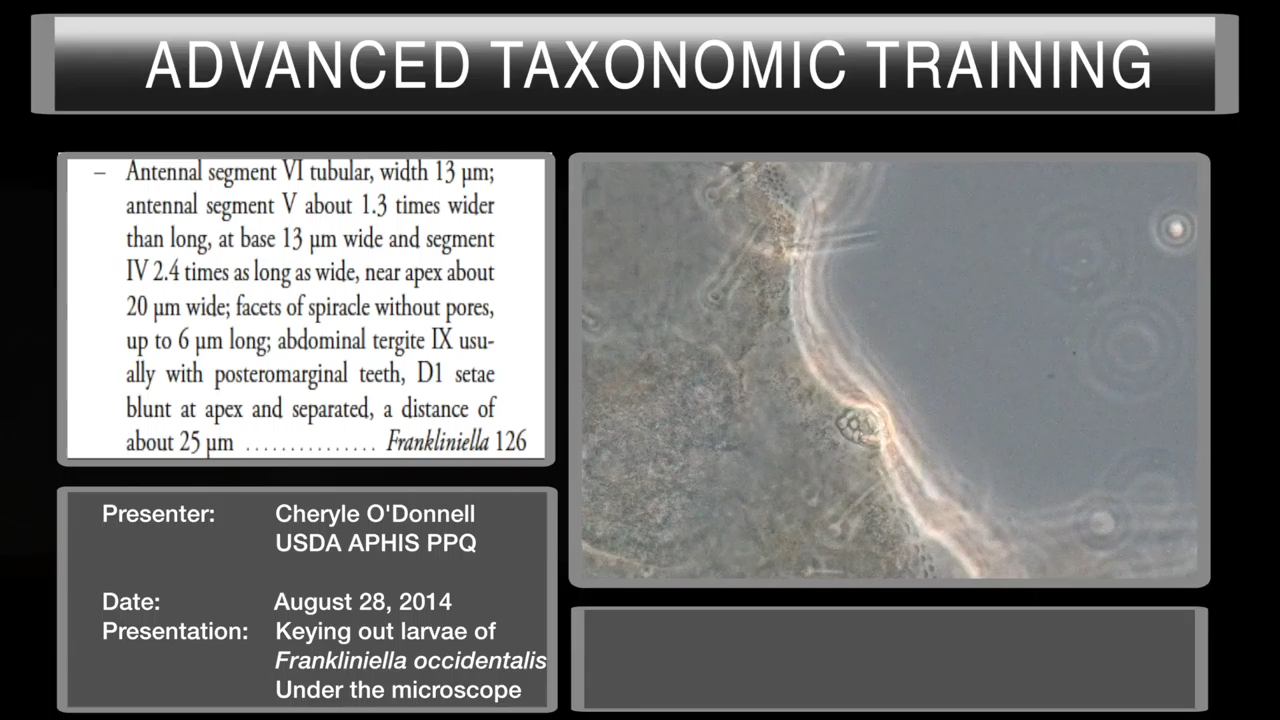 ADVANCED TAXONOMIC TRAINING
– Antennal segment VI tubular, width 13 µm;
antennal segment V about 1.3 times wider
than long, at base 13 µm wide and segment
IV 2.4 times as long as wide, near apex about
20 µm wide; facets of spiracle without pores,
up to 6 µm long; abdominal tergite IX usu-
ally with posteromarginal teeth, D1 setae
blunt at apex and separated, a distance of
about 25 µm ............... Frankliniella 126
Presenter: Cheryle O'Donnell
USDA APHIS PPQ
Date: August 28, 2014
Presentation: Keying out larvae of
Frankliniella occidentalis
Under the microscope